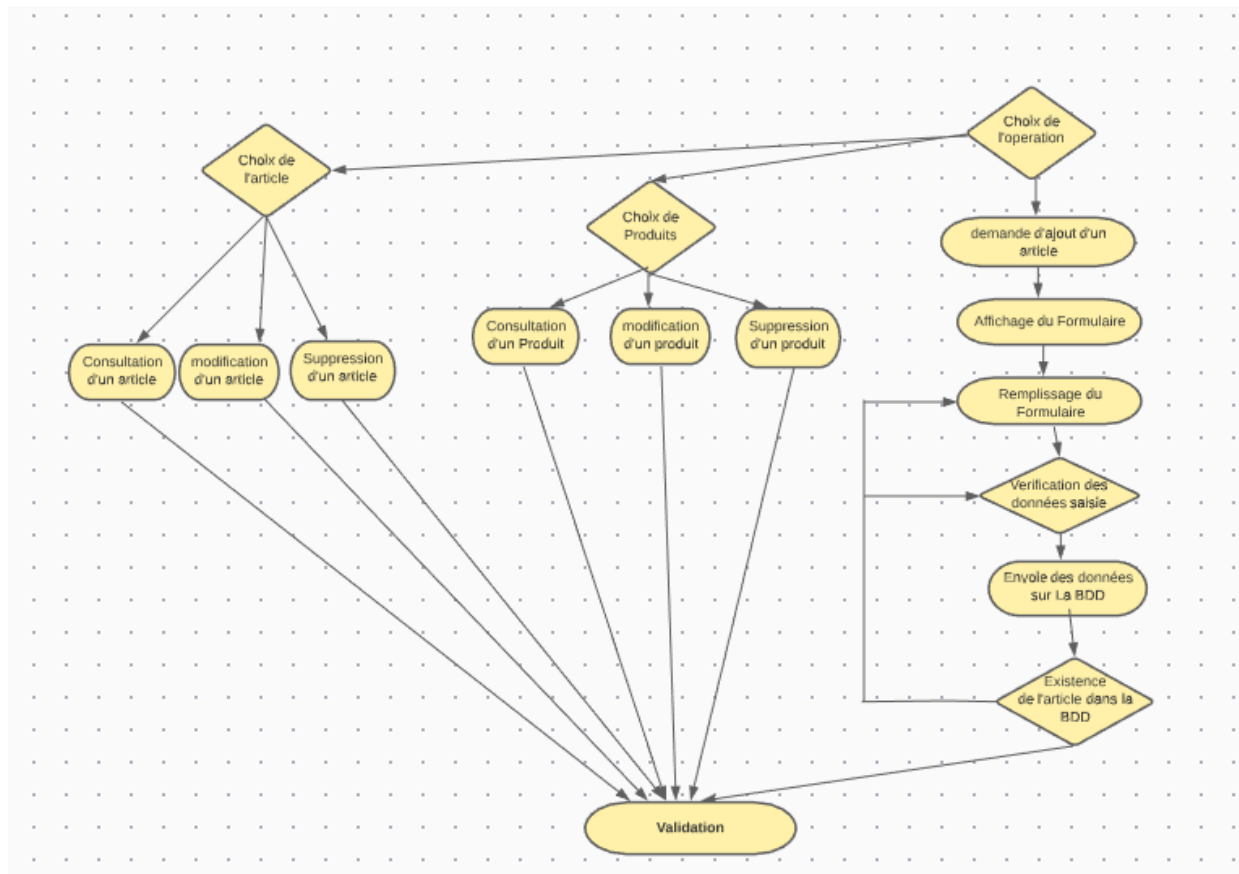 Choix de
l'operation
Choix de
l'article
Choix de
Produits
demande d'ajout d'un
article
Affichage du Formulaire
Consultation
d'un Produit
modification
d'un produit
Suppression
d'un produit
Consultation
d'un article
modification
d'un article
Suppression
d'un article
Remplissage du
Formulaire
Verification des
données saisie
Envoie des données
sur La BDD
Existence
de l'article dans la
BDD
Validation